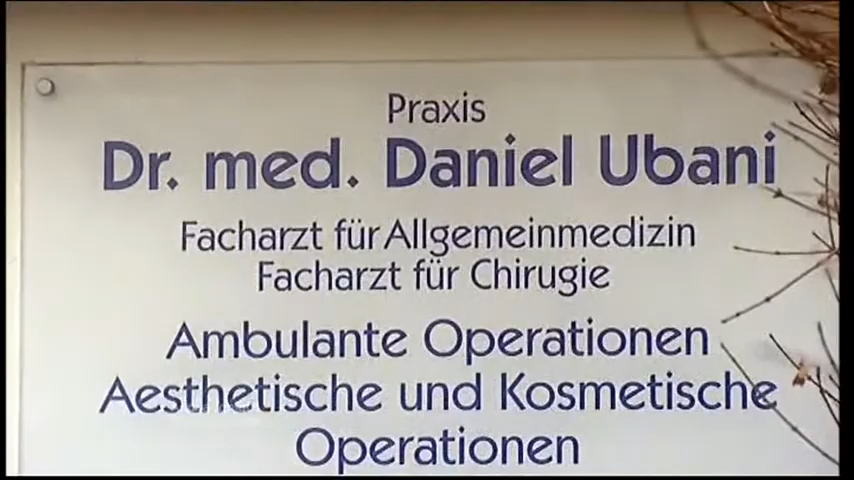 Praxis
Dr. med. Daniel Ubani
Facharzt für Allgemeinmedizin
Facharzt für Chirugie
Ambulante Operationen
Aesthetische und Kosmetische
Operationen